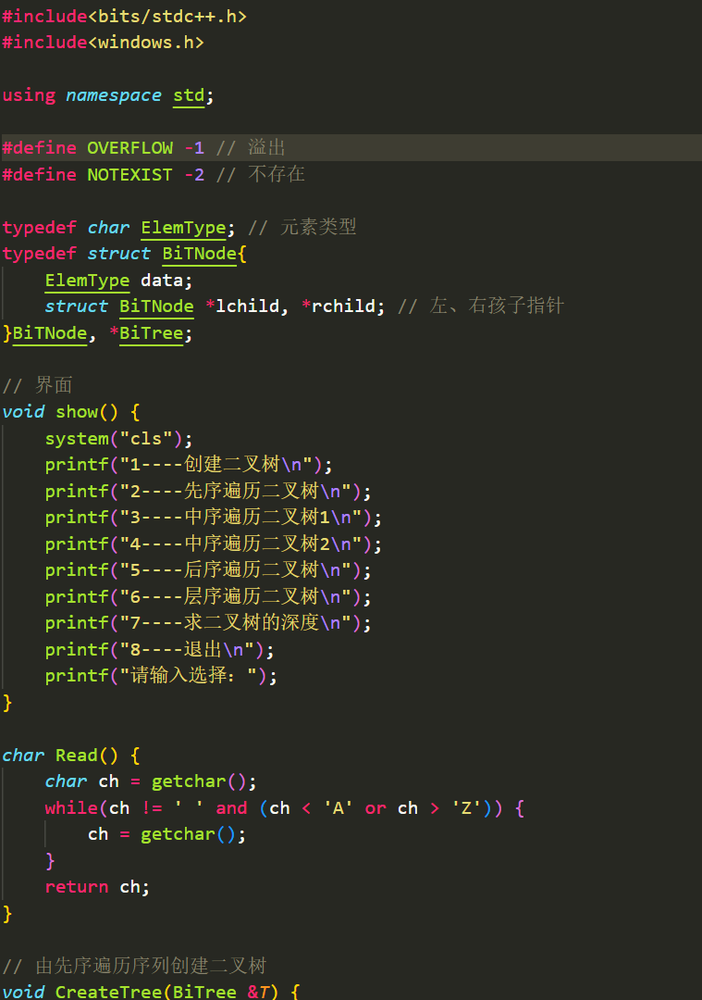 #include<bits/stdc++.h>
#include<windows.h>
using namespace std;
#define OVERFLOW -1 // 溢出
#define NOTEXIST -2 // 不存在
typedef char ElemType; // 元素类型
typedef struct BiTNode{
    ElemType data;
    struct BiTNode *lchild, *rchild; // 左、右孩子指针
}BiTNode, *BiTree;
// 界面
void show() {
    system("cls");
    printf("1----创建二叉树\n");
    printf("2----先序遍历二叉树\n");
    printf("3----中序遍历二叉树1\n");
    printf("4----中序遍历二叉树2\n");
    printf("5----后序遍历二叉树\n");
    printf("6----层序遍历二叉树\n");
    printf("7----求二叉树的深度\n");
    printf("8----退出\n");
    printf("请输入选择：");
}
char Read() {
    char ch = getchar();
    while(ch != ' ' and (ch < 'A' or ch > 'Z')) {
        ch = getchar();
    }
    return ch;
}
// 由先序遍历序列创建二叉树
void CreateTree(BiTree &T) {